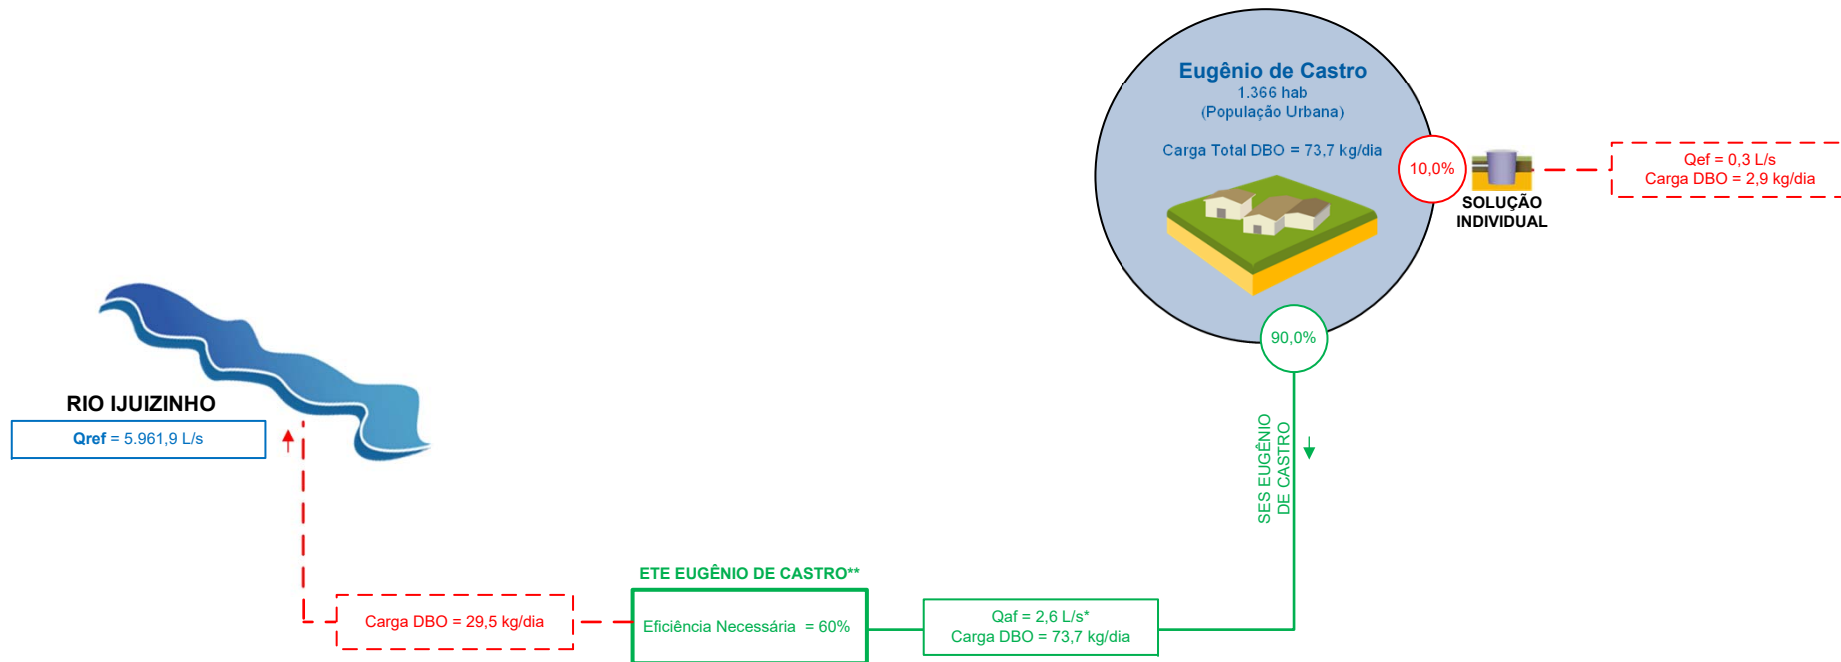 Eugênio de Castro
1.366 hab
(População Urbana)
Carga Total DBO = 73,7 kg/dia
10,0%
SOLUÇÃO
INDIVIDUAL
Qef = 0,3 L/s
Carga DBO = 2,9 kg/dia
90,0%
RIO IJUIZINHO
Qref = 5.961,9 L/s
SES EUGÊNIO
DE CASTRO
ETE EUGÊNIO DE CASTRO**
Eficiência Necessária = 60%
Carga DBO = 29,5 kg/dia
Qaf = 2,6 L/s*
Carga DBO = 73,7 kg/dia